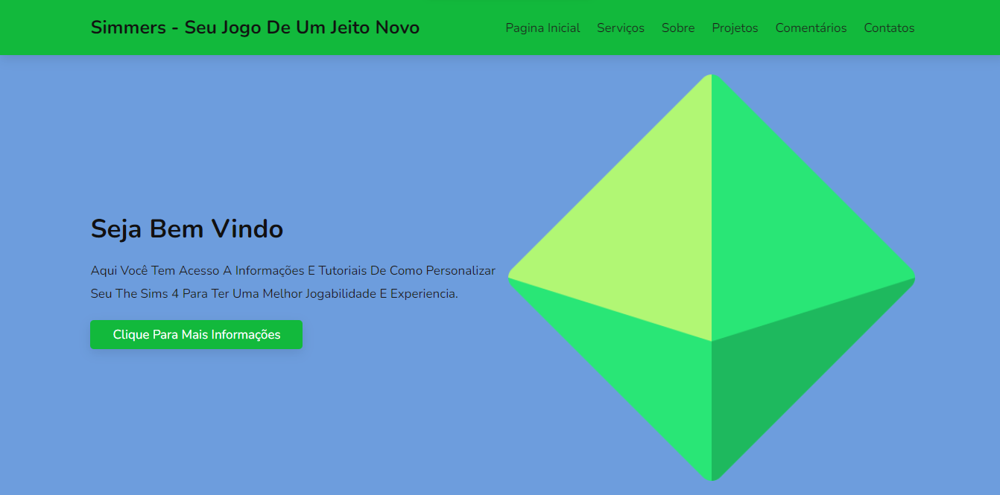 Simmers - Seu Jogo De Um Jeito Novo
Pagina Inicial
Serviços
Sobre
Projetos
Comentários
Contatos
Seja Bem Vindo
Aqui Você Tem Acesso A Informações E Tutoriais De Como Personalizar
Seu The Sims 4 Para Ter Uma Melhor Jogabilidade E Experiencia.
Clique Para Mais Informações